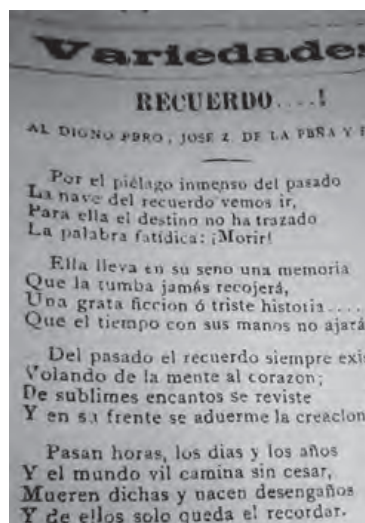 Variedades
RECUERDO....!
AL DIGNO PBRO, JOSE Z. DE LA PEÑA Y
Por el piélago inmenso del pasado
La nave del recuerdo vemos ir,
Para ella el destino no ha trazado
La palabra fatídica: ¡Morir!
Ella lleva en su seno una memoria
Que la tumba jamás recojerá,
Una grata ficcion ó triste historia....
Que el tiempo con sus manos no ajará
Del pasado el recuerdo siempre exis
Volando de la mente al corazon;
De sublimes encantos se reviste
Y en su frente se aduerme la creacion
Pasan horas, los dias y los años
Y el mundo vil camina sin cesar,
Mueren dichas y nacen desengaños
Y de ellos solo queda el recordar.